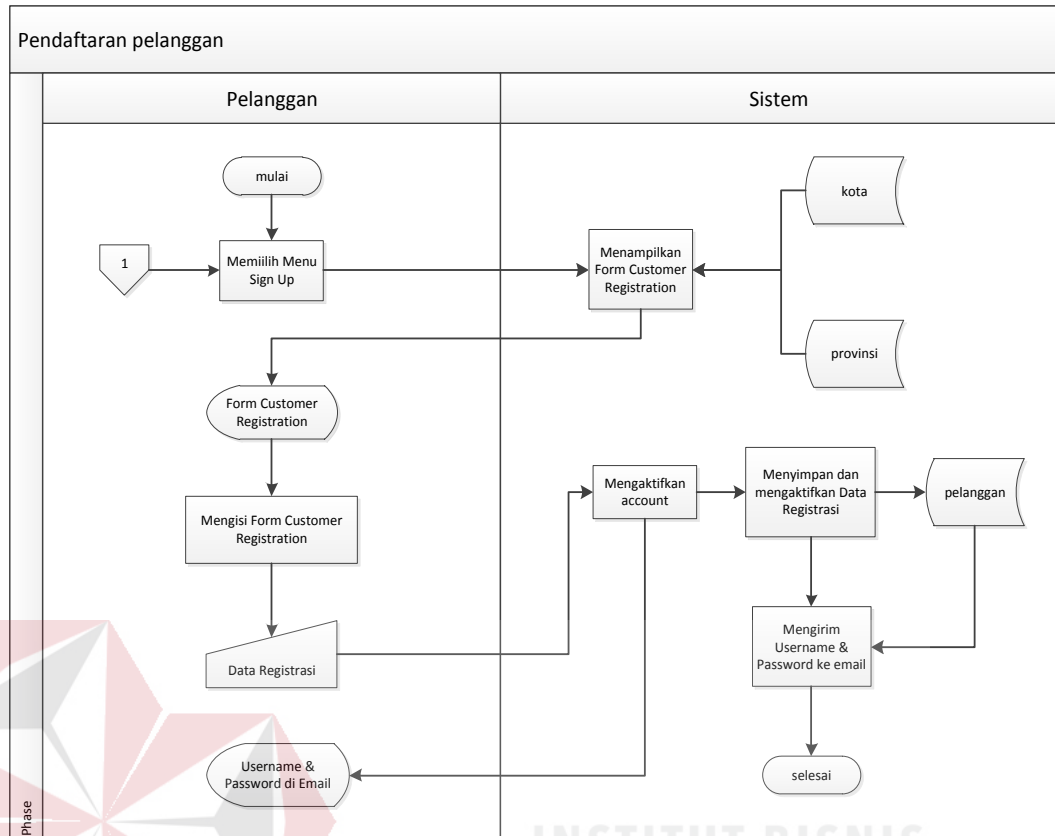 Pendaftaran pelanggan
Pelanggan
Sistem
mulai
1
Memiilih Menu
Sign Up
Menampilkan
Form Customer
Registration
kota
provinsi
Form Customer
Registration
Mengisi Form Customer
Registration
Data Registrasi
Mengaktifkan
account
Menyimpan dan
mengaktifkan Data
Registrasi
pelanggan
Mengirim
Username &
Password ke email
Username &
Password di Email
selesai
Phase
INSTITUT BISNIS